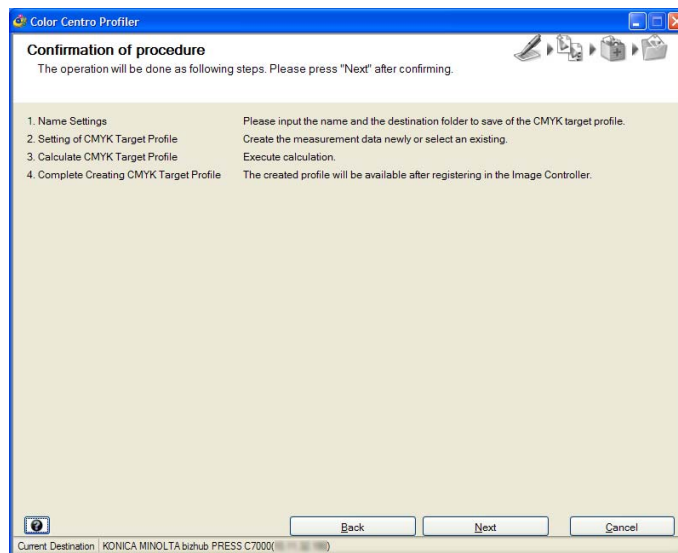 Color Centro Profiler
Confirmation of procedure
The operation will be done as following steps. Please press "Next" after confirming.
1. Name Settings Please input the name and the destination folder to save of the CMYK target profile.
2. Setting of CMYK Target Profile Create the measurement data newly or select an existing.
3. Calculate CMYK Target Profile Execute calculation.
4. Complete Creating CMYK Target Profile The created profile will be available after registering in the Image Controller.
? Back Next Cancel
Current Destination KONICA MINOLTA bizhub PRESS C7000(